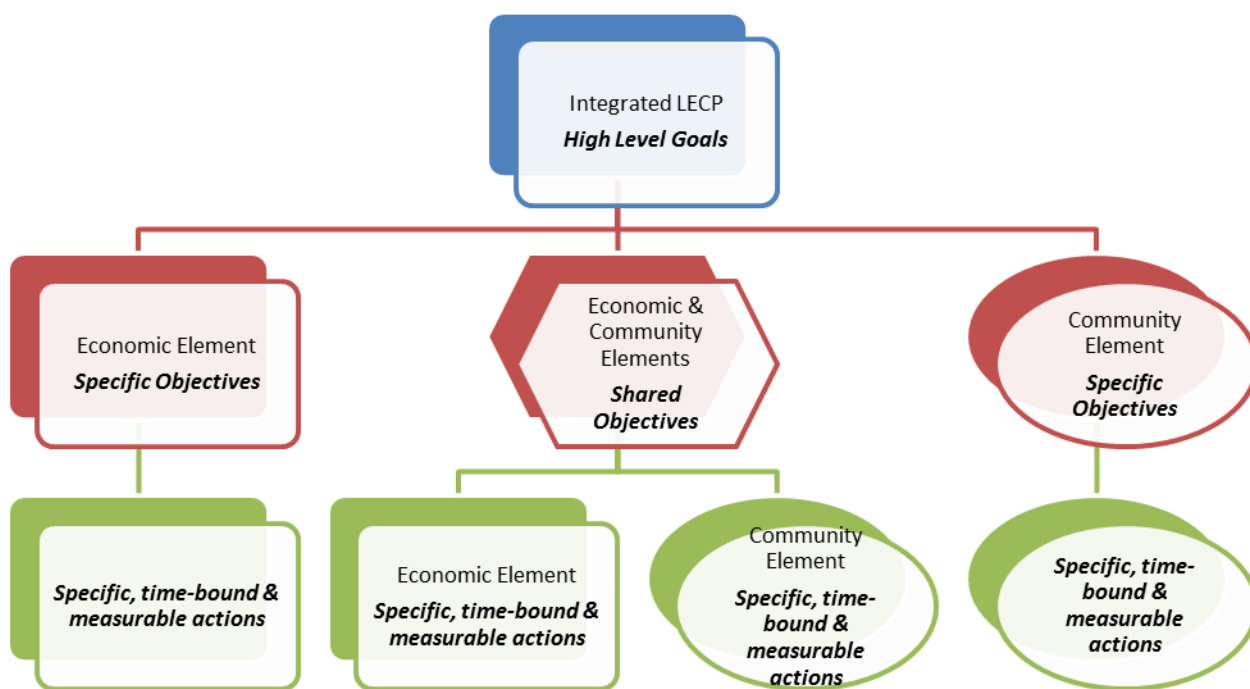 Integrated LECP
High Level Goals
Economic Element
Specific Objectives
Economic &
Community
Elements
Shared
Objectives
Community
Element
Specific
Objectives
Specific, time-bound &
measurable actions
Economic Element
Specific, time-bound &
measurable actions
Community
Element
Specific, time-
bound &
measurable
actions
Specific, time-
bound &
measurable
actions